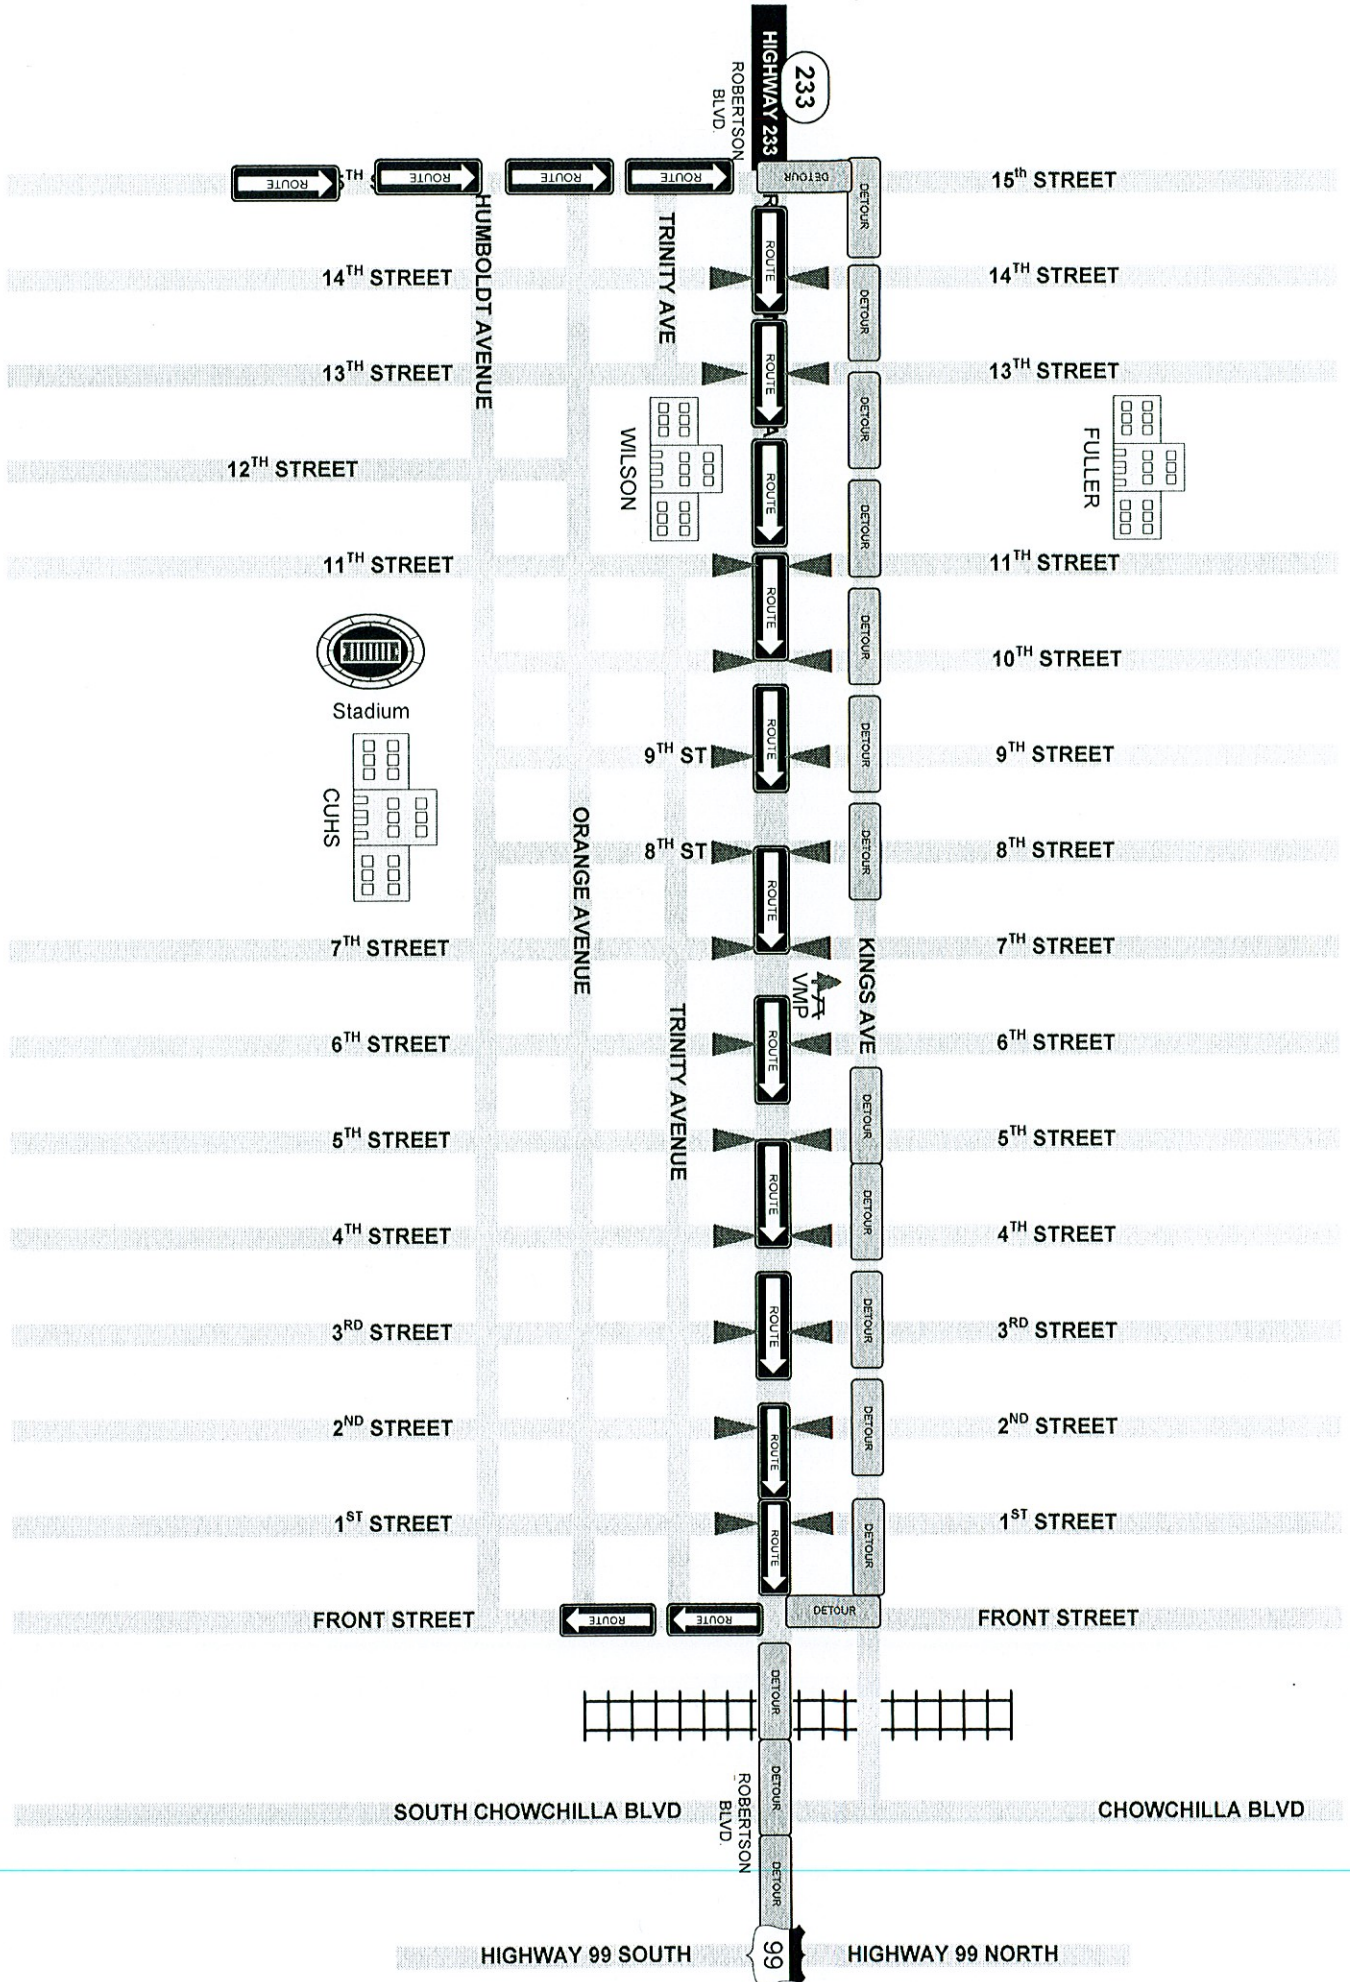 HIGHWAY 233
233
ROBERTSON
BLVD.
ROUTE
TH
ROUTE
ROUTE
ROUTE
DETOUR
DETOUR
15th STREET
R
HUMBOLDT AVENUE
TRINITY AVE
ROUTE
14TH STREET
14TH STREET
DETOUR
ROUTE
13TH STREET
13TH STREET
A
DETOUR
WILSON
FULLER
12TH STREET
ROUTE
DETOUR
11TH STREET
11TH STREET
ROUTE
DETOUR
10TH STREET
Stadium
ROUTE
DETOUR
9TH ST
9TH STREET
CUHS
ORANGE AVENUE
8TH ST
DETOUR
8TH STREET
ROUTE
7TH STREET
KINGS AVE
7TH STREET
VMP
TRINITY AVENUE
6TH STREET
ROUTE
6TH STREET
DETOUR
5TH STREET
5TH STREET
ROUTE
DETOUR
4TH STREET
4TH STREET
3RD STREET
ROUTE
DETOUR
3RD STREET
2ND STREET
ROUTE
DETOUR
2ND STREET
1ST STREET
ROUTE
DETOUR
1ST STREET
FRONT STREET
ROUTE
ROUTE
DETOUR
FRONT STREET
DETOUR
DETOUR
SOUTH CHOWCHILLA BLVD
ROBERTSON
BLVD.
CHOWCHILLA BLVD
DETOUR
HIGHWAY 99 SOUTH
99
HIGHWAY 99 NORTH